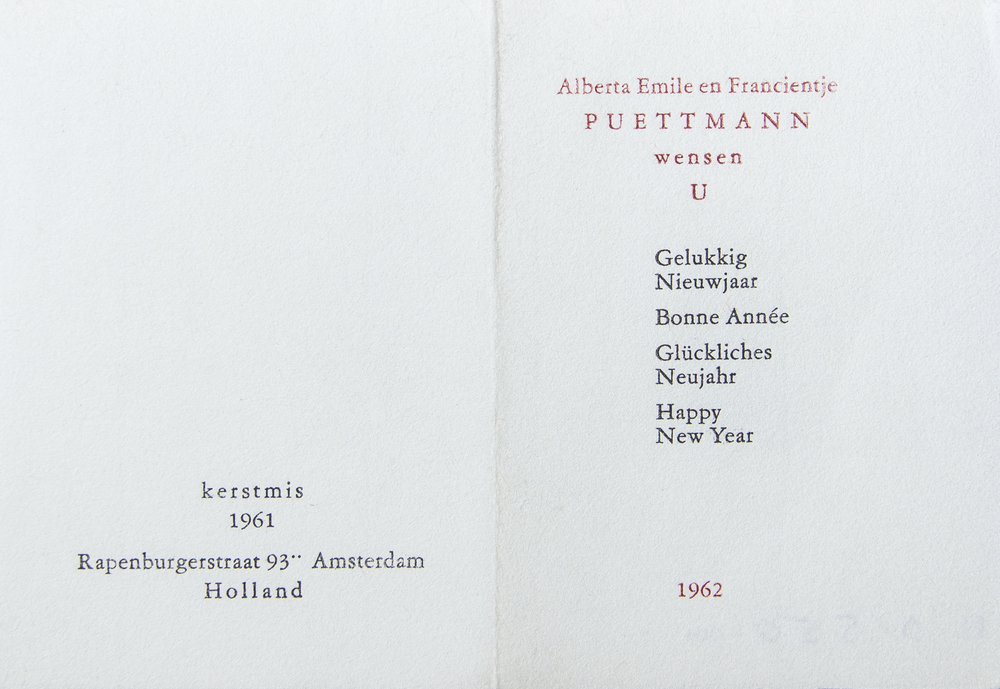 kerstmis
1961
Rapenburgerstraat 93¨ Amsterdam
Holland
Alberta Emile en Francientje
PUETTMANN
wensen
U
Gelukkig
Nieuwjaar
Bonne Année
Glückliches
Neujahr
Happy
New Year
1962